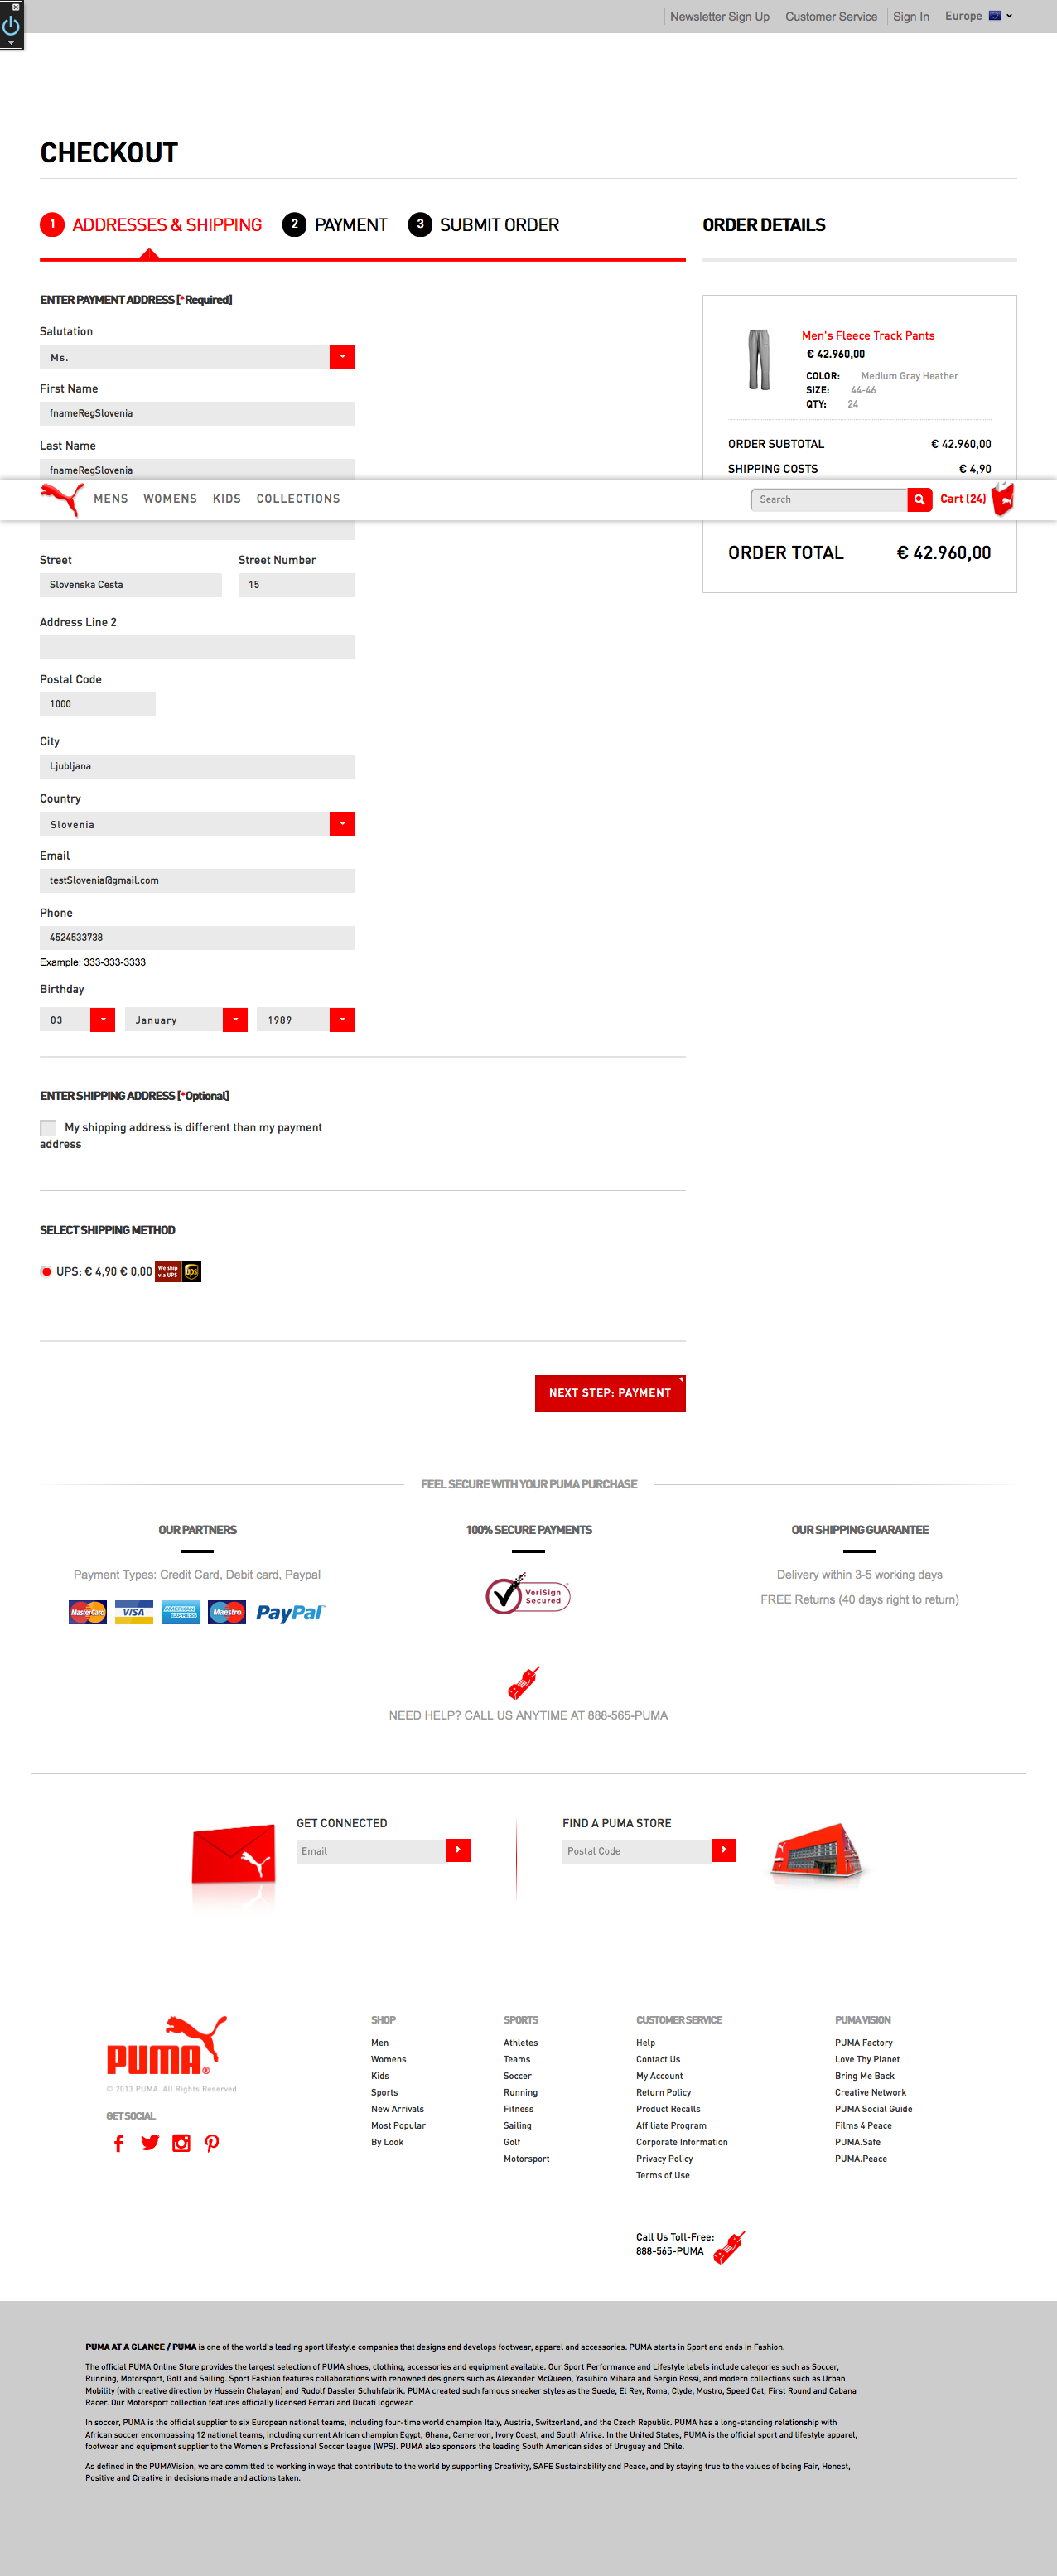 Newsletter Sign Up
Customer Service
Sign In
Europe
CHECKOUT
1 ADDRESSES & SHIPPING
2 PAYMENT
3 SUBMIT ORDER
ORDER DETAILS
ENTER PAYMENT ADDRESS [*Required]
Salutation
Ms.
First Name
fnameRegSlovenia
Last Name
fnameRegSlovenia
Men's Fleece Track Pants
€ 42.960,00
COLOR: Medium Gray Heather
SIZE: 44-46
QTY: 24
ORDER SUBTOTAL € 42.960,00
SHIPPING COSTS € 4,90
MENS WOMENS KIDS COLLECTIONS
Search
Cart (24)
ORDER TOTAL € 42.960,00
Street
Street Number
Slovenska Cesta
15
Address Line 2
Postal Code
1000
City
Ljubljana
Country
Slovenia
Email
testSlovenia@gmail.com
Phone
4524533738
Example: 333-333-3333
Birthday
03
January
1989
ENTER SHIPPING ADDRESS [*Optional]
My shipping address is different than my payment
address
SELECT SHIPPING METHOD
UPS: € 4,90 € 0,00
We ship
via UPS
ups
NEXT STEP: PAYMENT
FEEL SECURE WITH YOUR PUMA PURCHASE
OUR PARTNERS
Payment Types: Credit Card, Debit card, Paypal
MasterCard
VISA
AMERICAN EXPRESS
Maestro
PayPal
100% SECURE PAYMENTS
VeriSign
Secured
OUR SHIPPING GUARANTEE
Delivery within 3-5 working days
FREE Returns (40 days right to return)
NEED HELP? CALL US ANYTIME AT 888-565-PUMA
GET CONNECTED
Email
FIND A PUMA STORE
Postal Code
PUMA®
© 2013 PUMA All Rights Reserved
GET SOCIAL
SHOP
Men
Womens
Kids
Sports
New Arrivals
Most Popular
By Look
SPORTS
Athletes
Teams
Soccer
Running
Fitness
Sailing
Golf
Motorsport
CUSTOMER SERVICE
Help
Contact Us
My Account
Return Policy
Product Recalls
Affiliate Program
Corporate Information
Privacy Policy
Terms of Use
Call Us Toll-Free:
888-565-PUMA
PUMA VISION
PUMA Factory
Love Thy Planet
Bring Me Back
Creative Network
PUMA Social Guide
Films 4 Peace
PUMA.Safe
PUMA.Peace
PUMA AT A GLANCE / PUMA is one of the world's leading sport lifestyle companies that designs and develops footwear, apparel and accessories. PUMA starts in Sport and ends in Fashion.
The official PUMA Online Store provides the largest selection of PUMA shoes, clothing, accessories and equipment available. Our Sport Performance and Lifestyle labels include categories such as Soccer,
Running, Motorsport, Golf and Sailing. Sport Fashion features collaborations with renowned designers such as Alexander McQueen, Yasuhiro Mihara and Sergio Rossi, and modern collections such as Urban
Mobility (with creative direction by Hussein Chalayan) and Rudolf Dassler Schuhfabrik. PUMA created such famous sneaker styles as the Suede, El Rey, Roma, Clyde, Mostro, Speed Cat, First Round and Cabana
Racer. Our Motorsport collection features officially licensed Ferrari and Ducati logowear.
In soccer, PUMA is the official supplier to six European national teams, including four-time world champion Italy, Austria, Switzerland, and the Czech Republic. PUMA has a long-standing relationship with
African soccer encompassing 12 national teams, including current African champion Egypt, Ghana, Cameroon, Ivory Coast, and South Africa. In the United States, PUMA is the official sport and lifestyle apparel,
footwear and equipment supplier to the Women's Professional Soccer league (WPS). PUMA also sponsors the leading South American sides of Uruguay and Chile.
As defined in the PUMAVision, we are committed to working in ways that contribute to the world by supporting Creativity, SAFE Sustainability and Peace, and by staying true to the values of being Fair, Honest,
Positive and Creative in decisions made and actions taken.